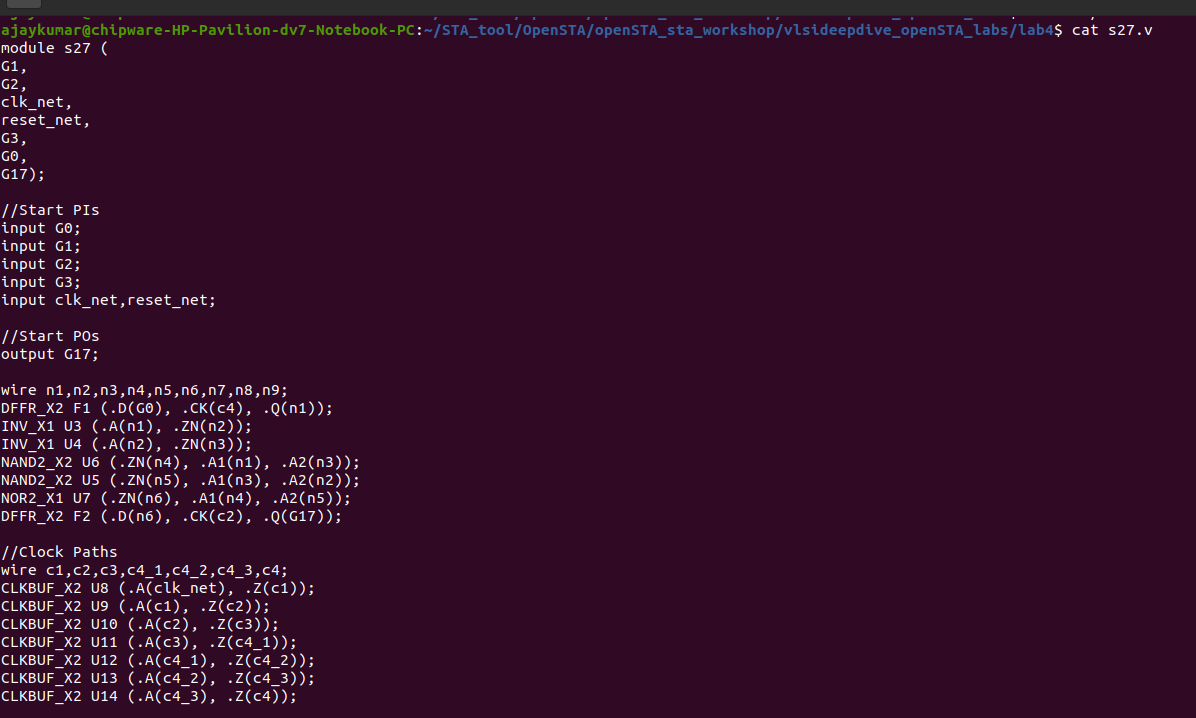 ajaykumar@chipware-HP-Pavilion-dv7-Notebook-PC:~/STA_tool/OpenSTA/openSTA_sta_workshop/vlsideepdive_openSTA_labs/lab4$ cat s27.v
module s27 (
G1,
G2,
clk_net,
reset_net,
G3,
G0,
G17);

//Start PIs
input G0;
input G1;
input G2;
input G3;
input clk_net,reset_net;

//Start POs
output G17;

wire n1,n2,n3,n4,n5,n6,n7,n8,n9;
DFFR_X2 F1 (.D(G0), .CK(c4), .Q(n1));
INV_X1 U3 (.A(n1), .ZN(n2));
INV_X1 U4 (.A(n2), .ZN(n3));
NAND2_X2 U6 (.ZN(n4), .A1(n1), .A2(n3));
NAND2_X2 U5 (.ZN(n5), .A1(n3), .A2(n2));
NOR2_X1 U7 (.ZN(n6), .A1(n4), .A2(n5));
DFFR_X2 F2 (.D(n6), .CK(c2), .Q(G17));

//Clock Paths
wire c1,c2,c3,c4_1,c4_2,c4_3,c4;
CLKBUF_X2 U8 (.A(clk_net), .Z(c1));
CLKBUF_X2 U9 (.A(c1), .Z(c2));
CLKBUF_X2 U10 (.A(c2), .Z(c3));
CLKBUF_X2 U11 (.A(c3), .Z(c4_1));
CLKBUF_X2 U12 (.A(c4_1), .Z(c4_2));
CLKBUF_X2 U13 (.A(c4_2), .Z(c4_3));
CLKBUF_X2 U14 (.A(c4_3), .Z(c4));